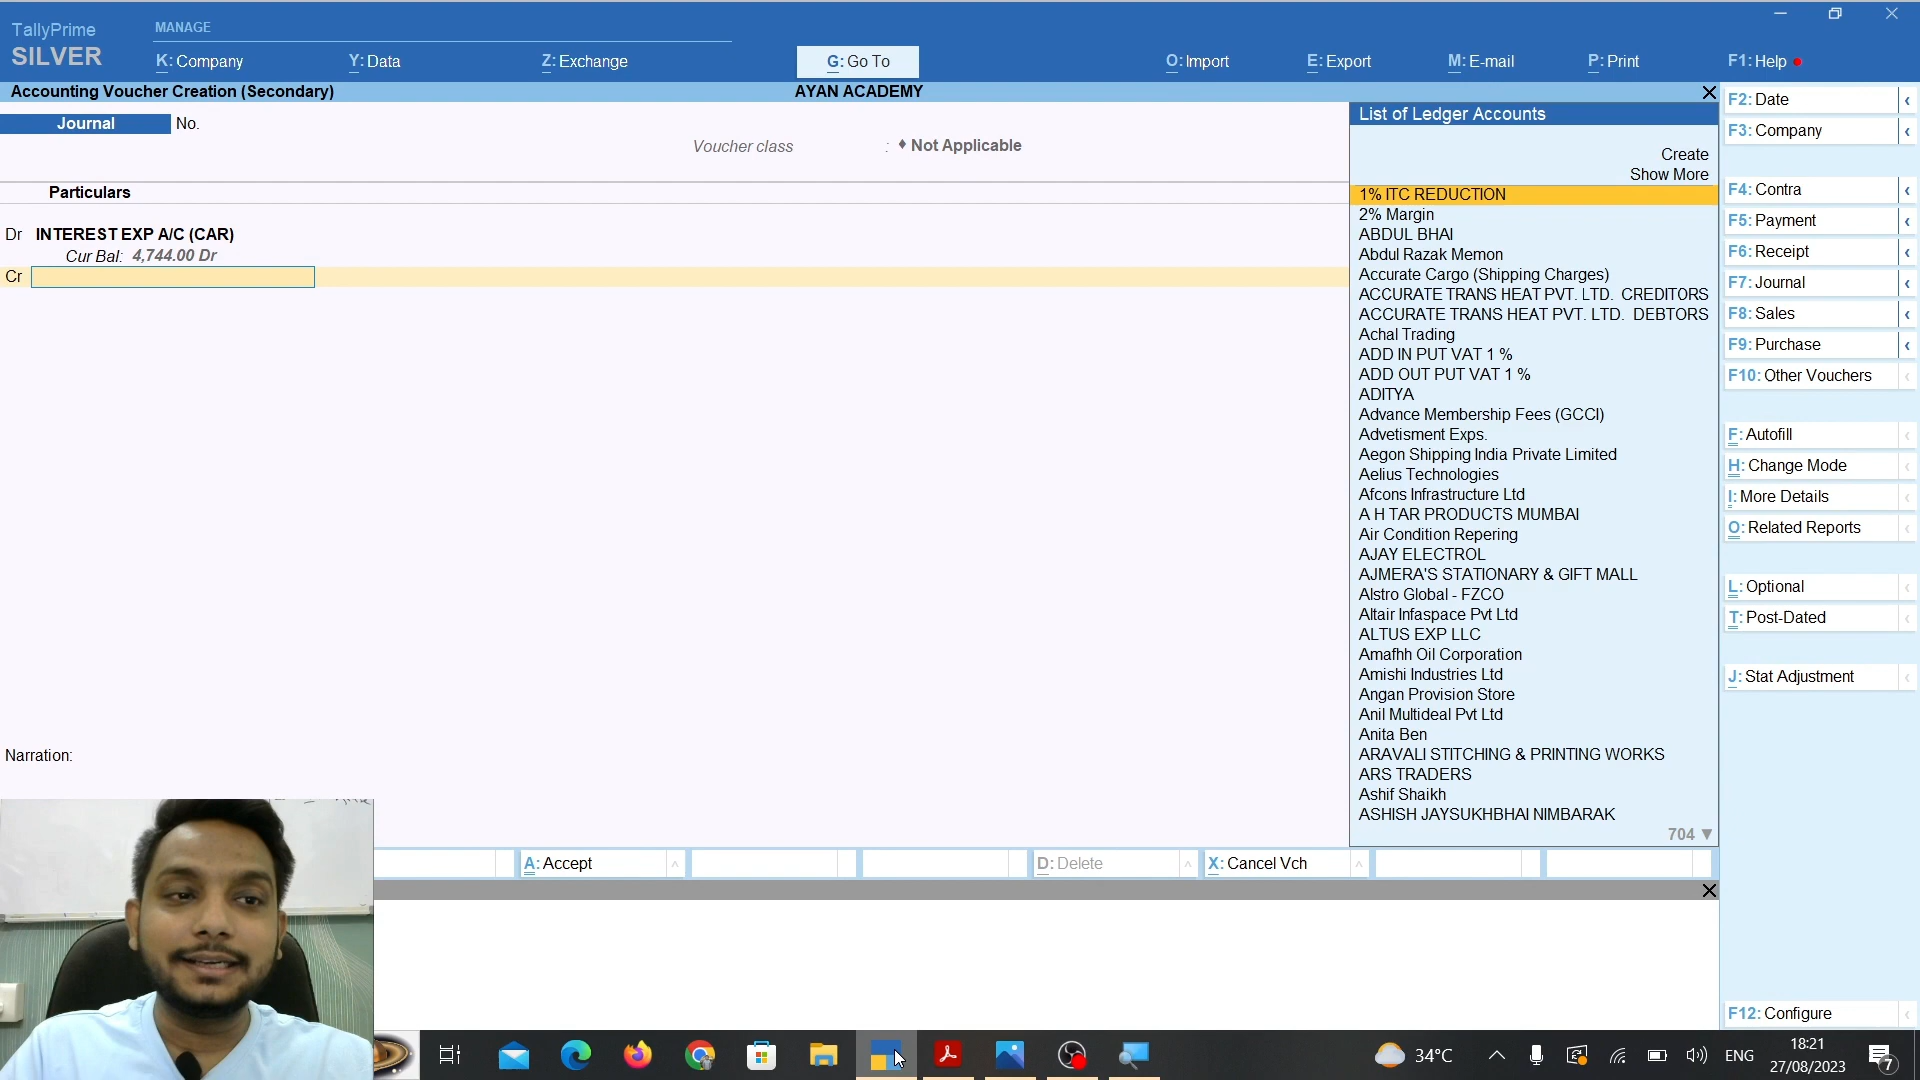 TallyPrime
SILVER
MANAGE
K: Company
Y: Data
Z: Exchange
G: Go To
O: Import
E: Export
M: E-mail
P: Print
F1: Help
Accounting Voucher Creation (Secondary)
AYAN ACADEMY
Journal No.
Voucher class : ♦ Not Applicable
Particulars
Dr INTEREST EXP A/C (CAR)
Cur Bal: 4,744.00 Dr
Cr
Narration:
List of Ledger Accounts
Create
Show More
1% ITC REDUCTION
2% Margin
ABDUL BHAI
Abdul Razak Memon
Accurate Cargo (Shipping Charges)
ACCURATE TRANS HEAT PVT. LTD. CREDITORS
ACCURATE TRANS HEAT PVT. LTD. DEBTORS
Achal Trading
ADD IN PUT VAT 1 %
ADD OUT PUT VAT 1 %
ADITYA
Advance Membership Fees (GCCI)
Advetisment Exps.
Aegon Shipping India Private Limited
Aelius Technologies
Afcons Infrastructure Ltd
A H TAR PRODUCTS MUMBAI
Air Condition Repering
AJAY ELECTROL
AJMERA'S STATIONARY & GIFT MALL
Alstro Global - FZCO
Altair Infaspace Pvt Ltd
ALTUS EXP LLC
Amafhh Oil Corporation
Amishi Industries Ltd
Angan Provision Store
Anil Multideal Pvt Ltd
Anita Ben
ARAVALI STITCHING & PRINTING WORKS
ARS TRADERS
Ashif Shaikh
ASHISH JAYSUKHBHAI NIMBARAK
704 ▼
F2: Date
F3: Company
F4: Contra
F5: Payment
F6: Receipt
F7: Journal
F8: Sales
F9: Purchase
F10: Other Vouchers
F: Autofill
H: Change Mode
I: More Details
O: Related Reports
L: Optional
T: Post-Dated
J: Stat Adjustment
F12: Configure
A: Accept
D: Delete
X: Cancel Vch
34°C
ENG
18:21
27/08/2023
7